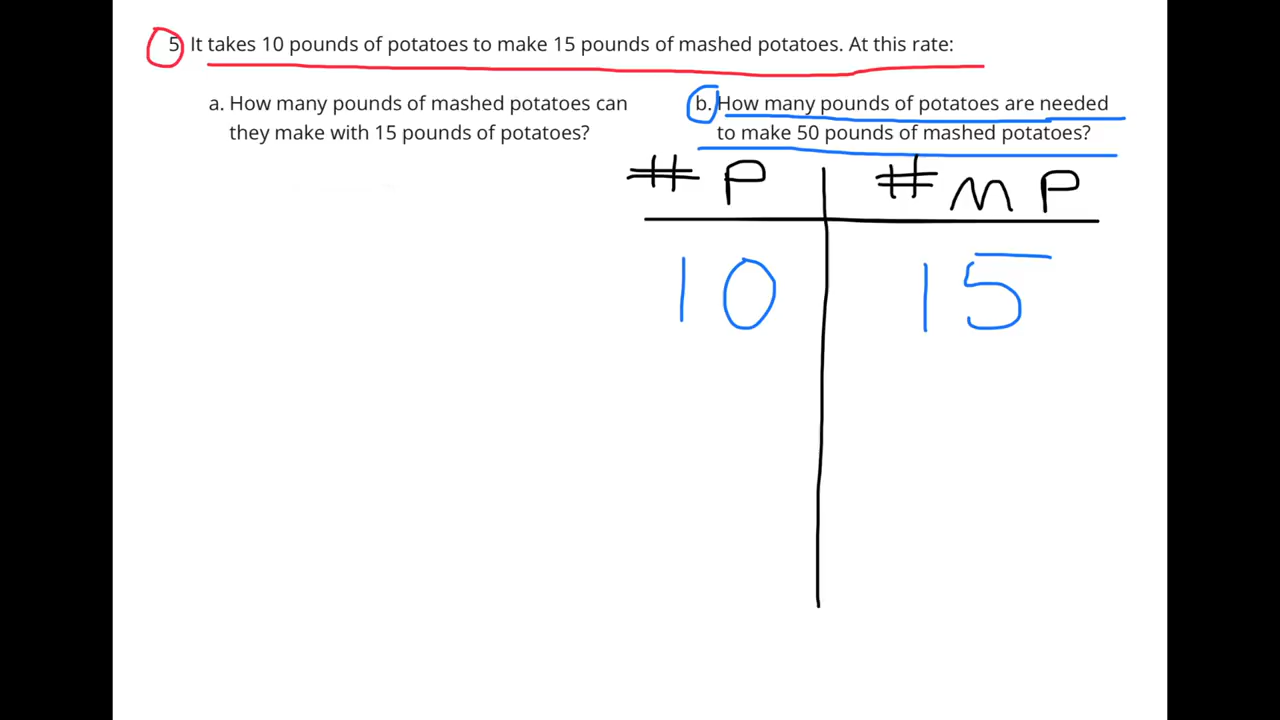 5 It takes 10 pounds of potatoes to make 15 pounds of mashed potatoes. At this rate:
a. How many pounds of mashed potatoes can
they make with 15 pounds of potatoes?
b. How many pounds of potatoes are needed
to make 50 pounds of mashed potatoes?
# P # M P
10 15